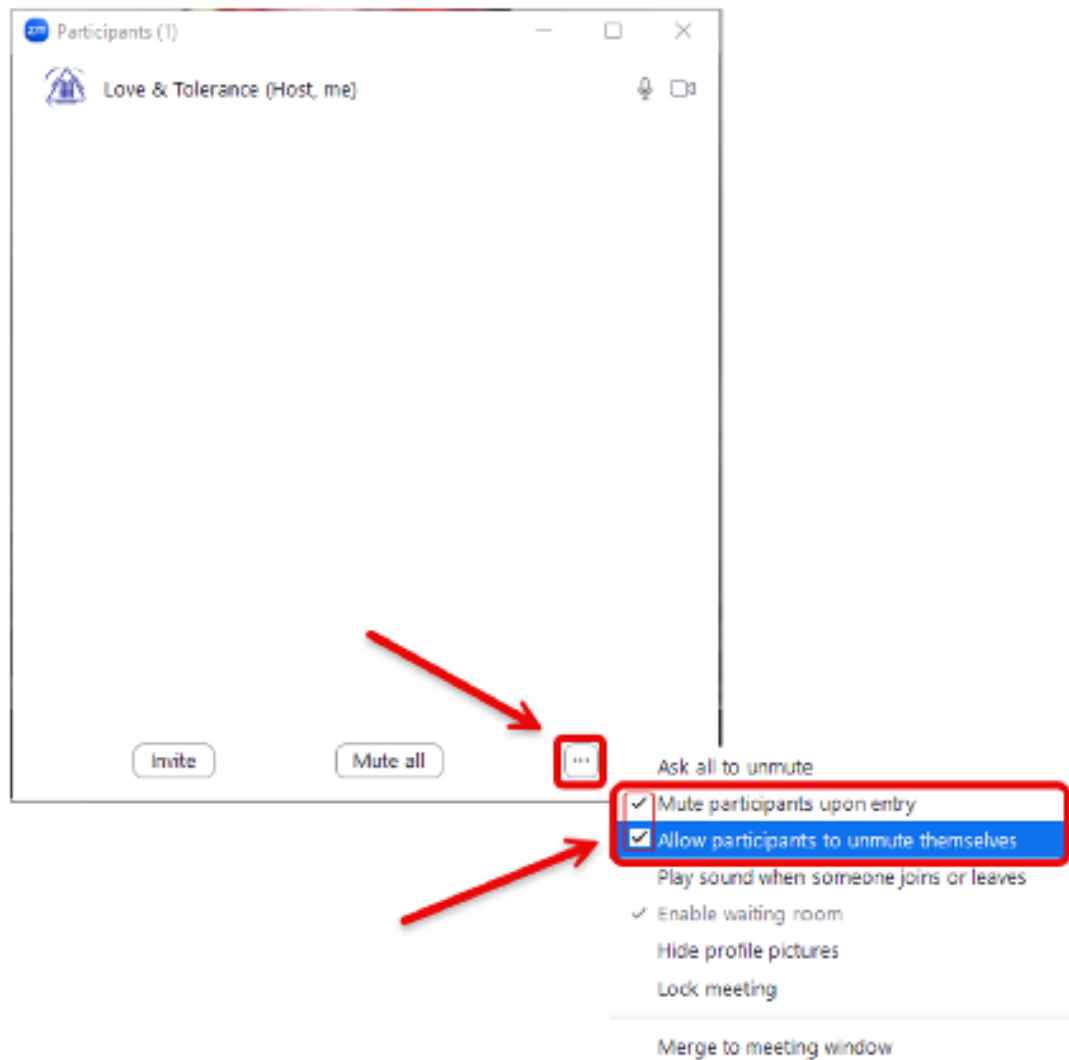 zm Participants (1)
Love & Tolerance (Host, me)
Invite
Mute all
...
Ask all to unmute
Mute participants upon entry
Allow participants to unmute themselves
Play sound when someone joins or leaves
Enable waiting room
Hide profile pictures
Lock meeting
Merge to meeting window